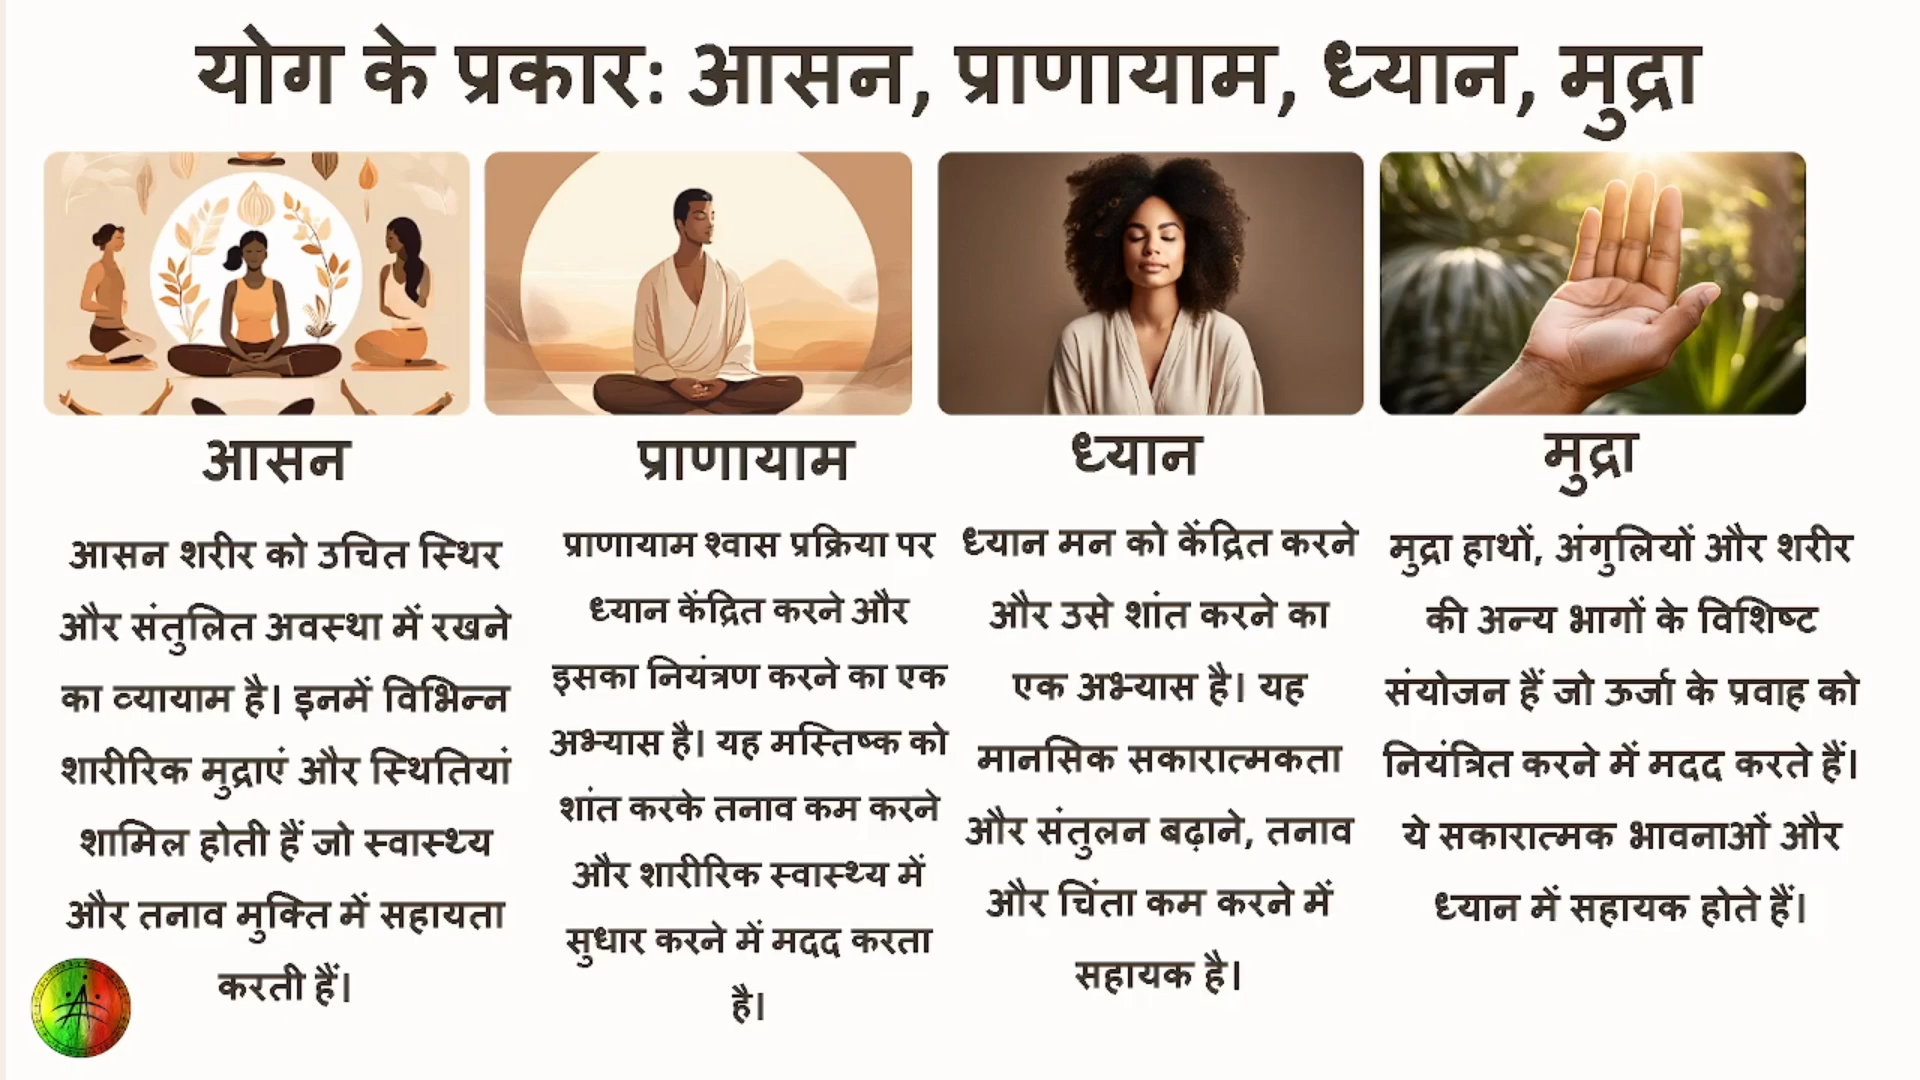 योग के प्रकार: आसन, प्राणायाम, ध्यान, मुद्रा
आसन
आसन शरीर को उचित स्थिर
और संतुलित अवस्था में रखने
का व्यायाम है। इनमें विभिन्न
शारीरिक मुद्राएं और स्थितियां
शामिल होती हैं जो स्वास्थ्य
और तनाव मुक्ति में सहायता
करती हैं।
प्राणायाम
प्राणायाम श्वास प्रक्रिया पर
ध्यान केंद्रित करने और
इसका नियंत्रण करने का एक
अभ्यास है। यह मस्तिष्क को
शांत करके तनाव कम करने
और शारीरिक स्वास्थ्य में
सुधार करने में मदद करता
है।
ध्यान
ध्यान मन को केंद्रित करने
और उसे शांत करने का
एक अभ्यास है। यह
मानसिक सकारात्मकता
और संतुलन बढ़ाने, तनाव
और चिंता कम करने में
सहायक है।
मुद्रा
मुद्रा हाथों, अंगुलियों और शरीर
की अन्य भागों के विशिष्ट
संयोजन हैं जो ऊर्जा के प्रवाह को
नियंत्रित करने में मदद करते हैं।
ये सकारात्मक भावनाओं और
ध्यान में सहायक होते हैं।